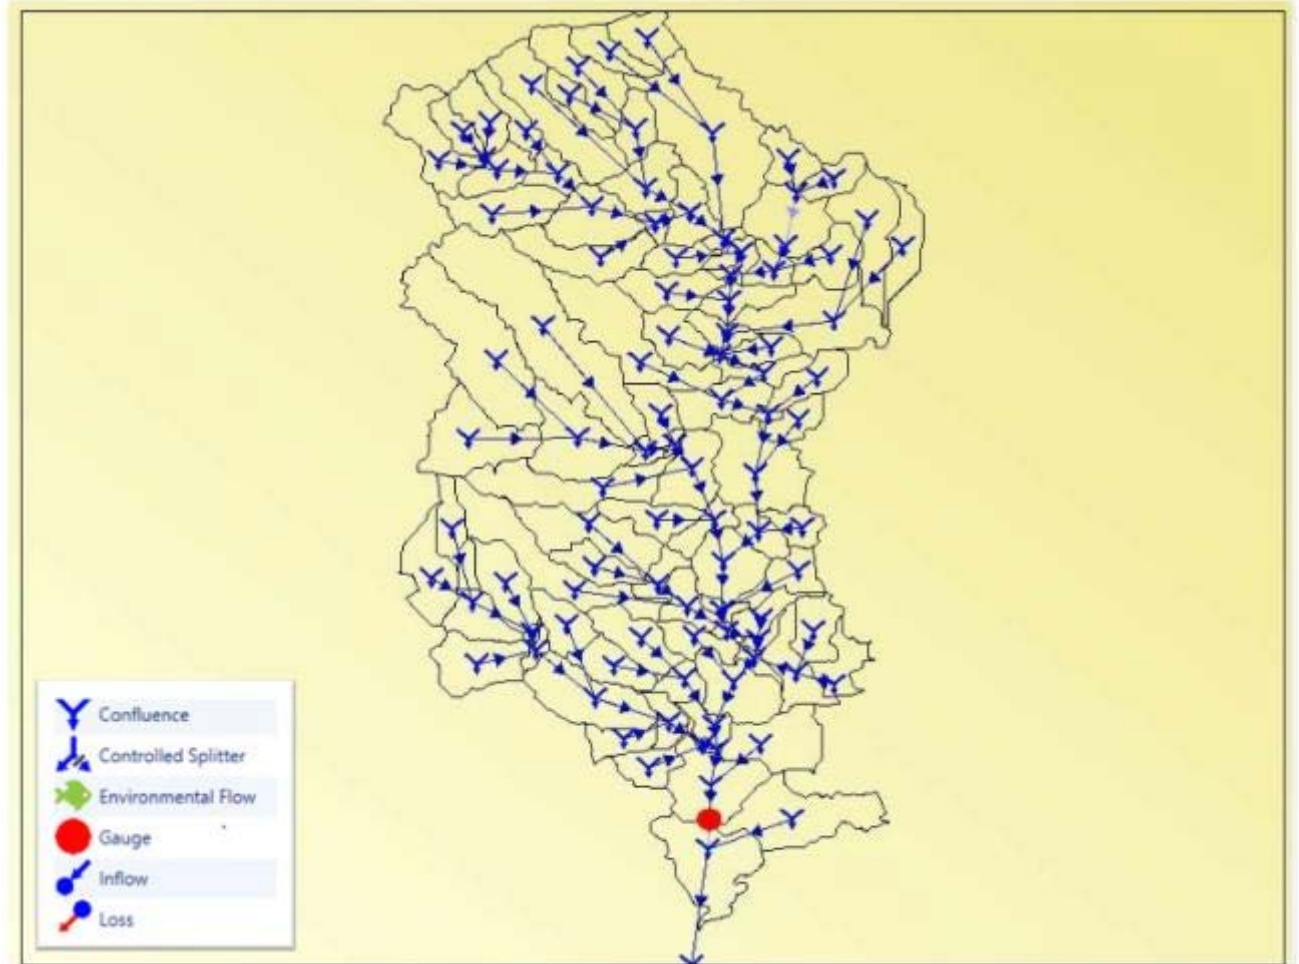 Confluence
Controlled Splitter
Environmental Flow
Gauge
Inflow
Loss